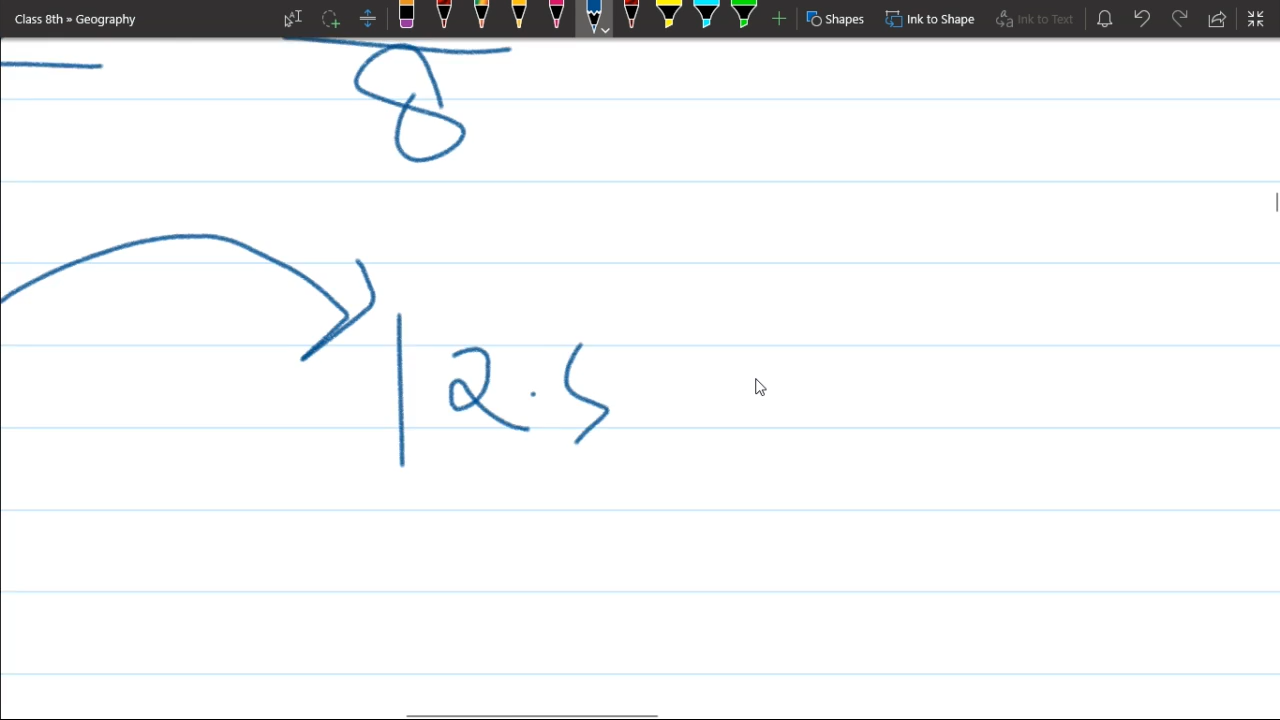 Class 8th » Geography
Shapes
Ink to Shape
Ink to Text
8
12.5